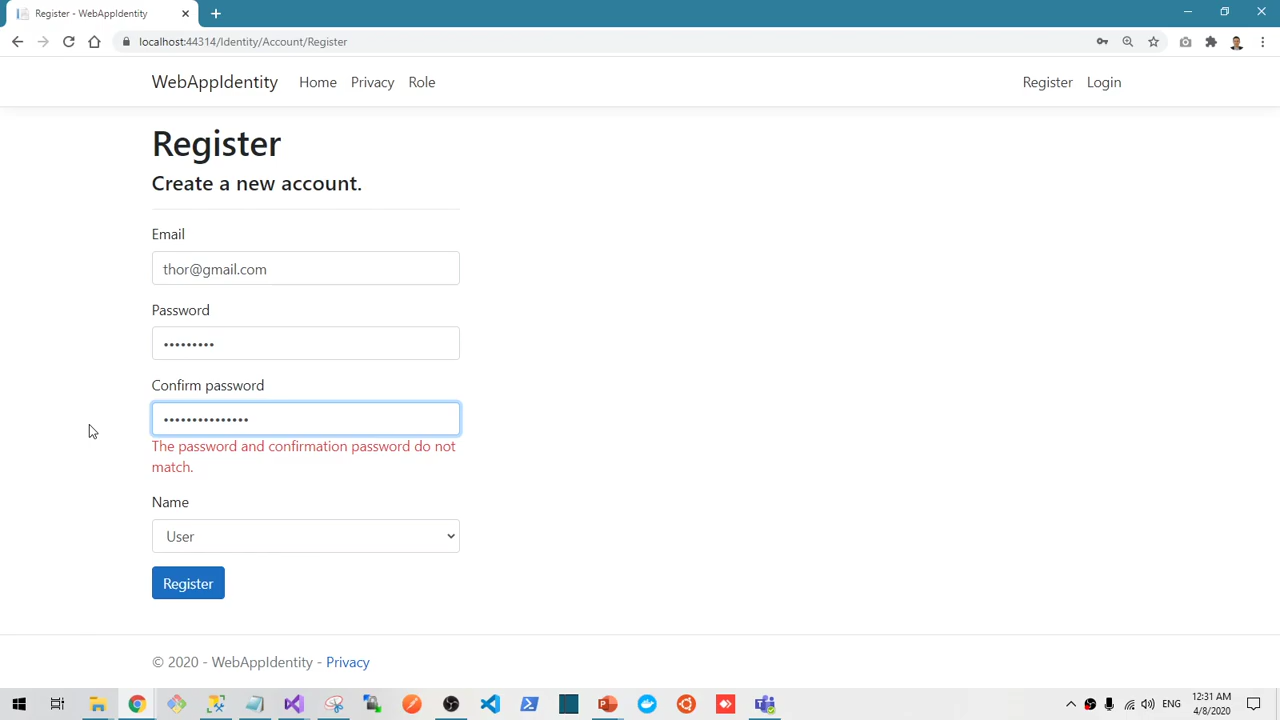 Register - WebAppIdentity
localhost:44314/Identity/Account/Register
WebAppIdentity Home Privacy Role Register Login
Register
Create a new account.
Email
thor@gmail.com
Password
•••••••••
Confirm password
•••••••••••••••
The password and confirmation password do not
match.
Name
User
Register
© 2020 - WebAppIdentity - Privacy
ENG
12:31 AM
4/8/2020